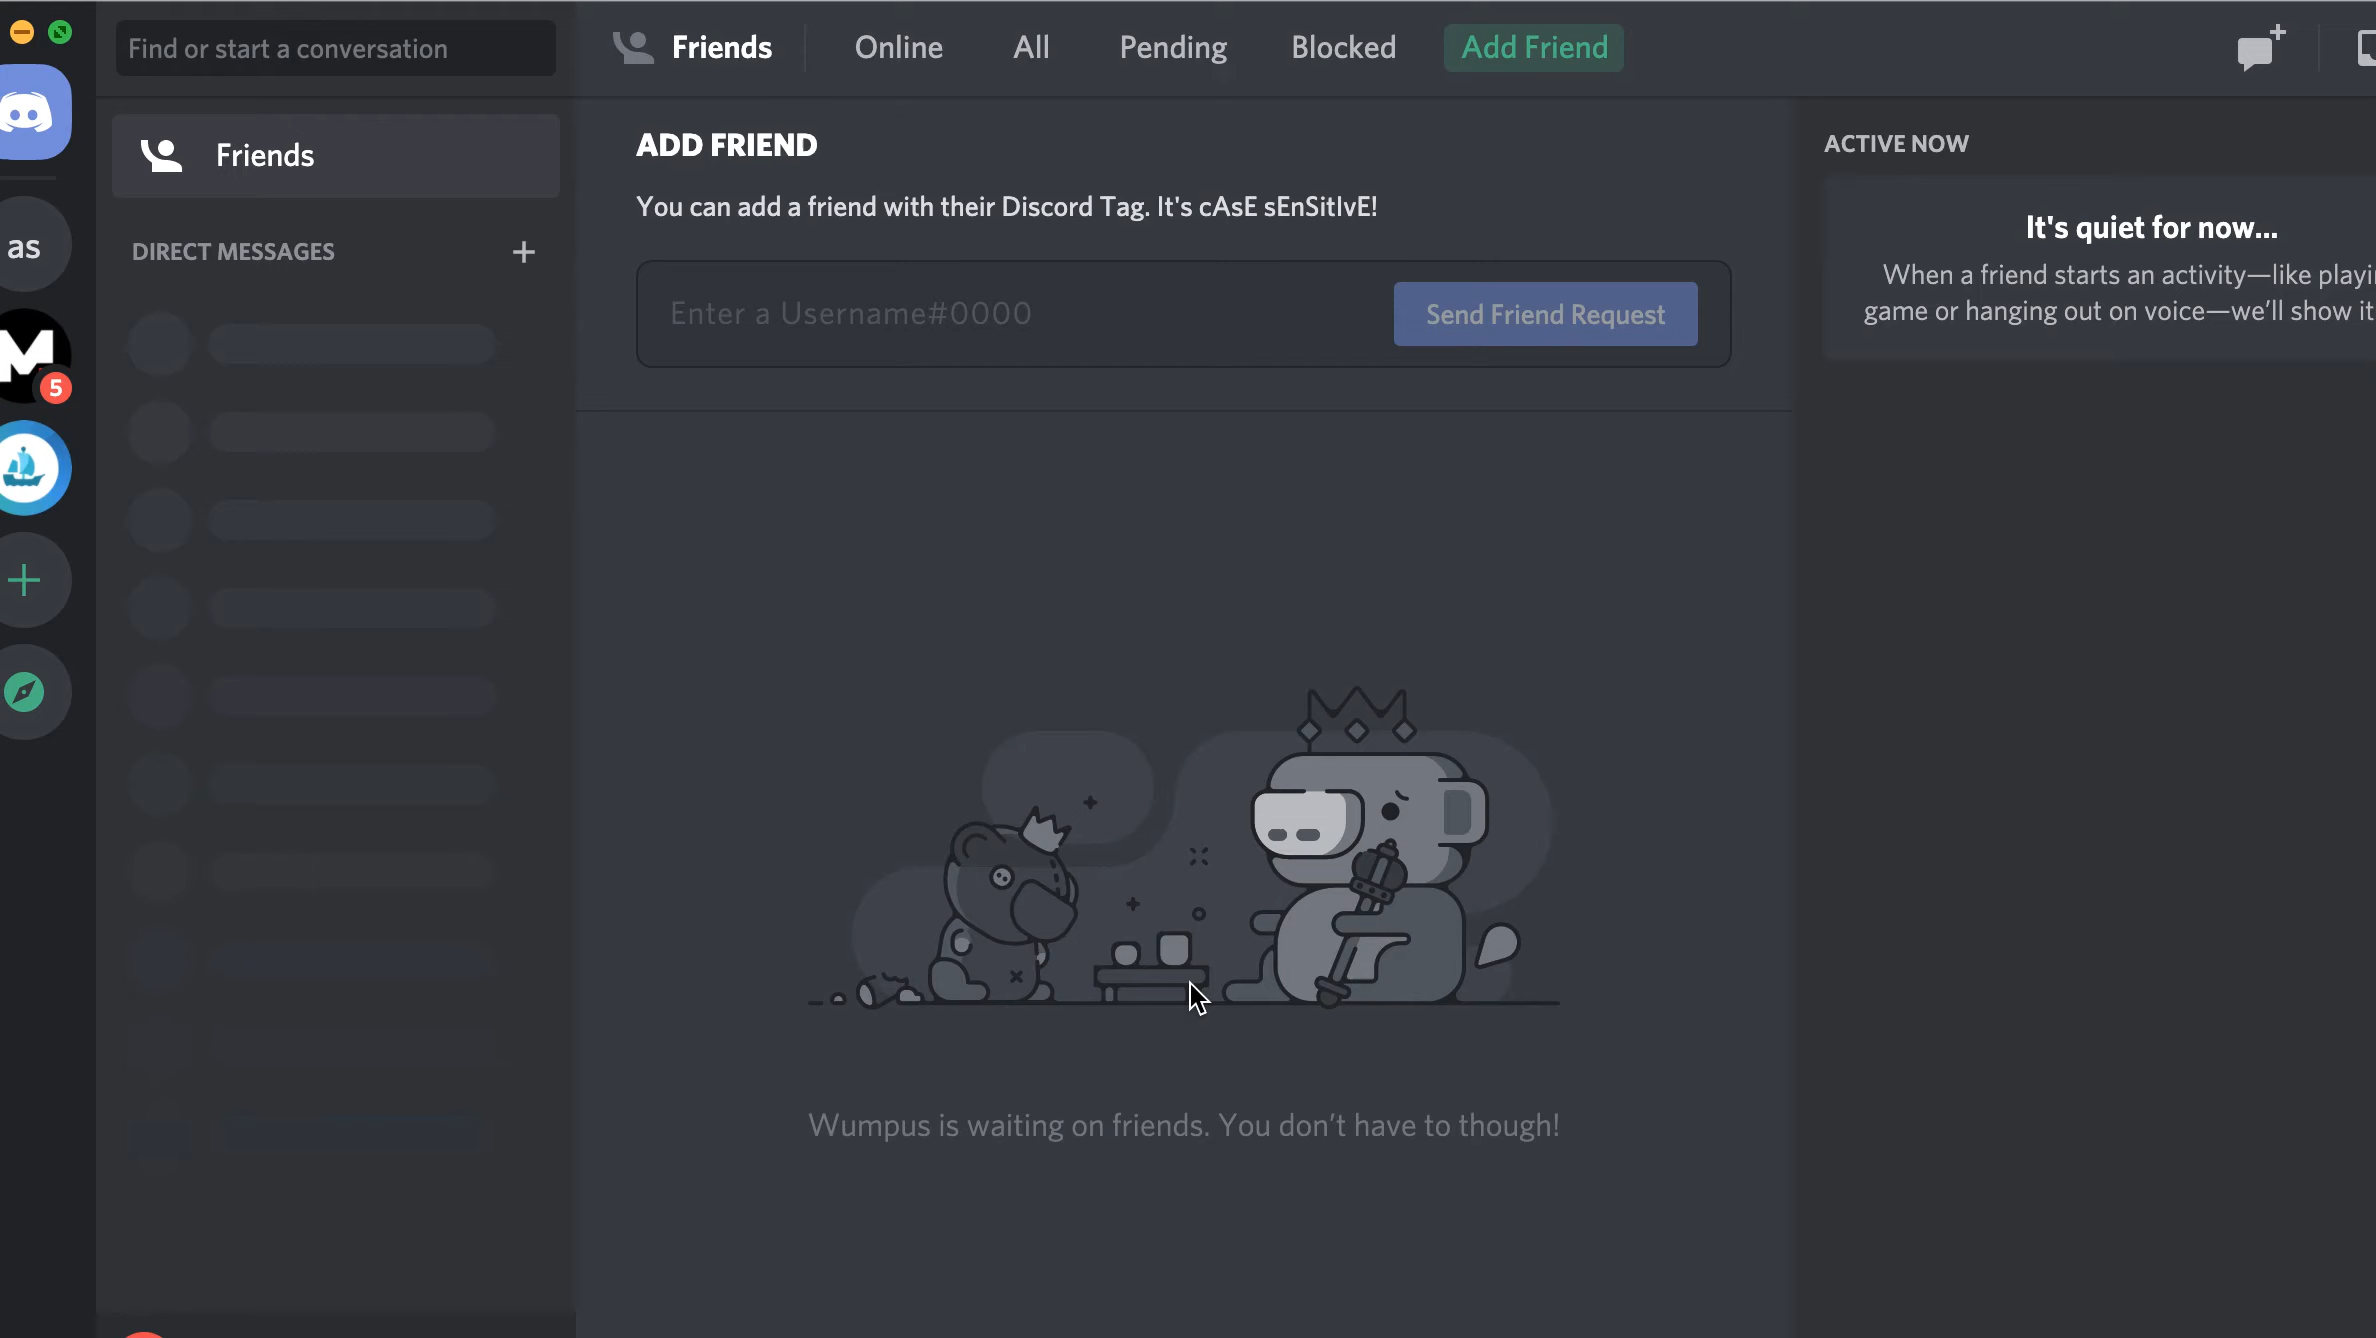 Find or start a conversation
Friends
Online
All
Pending
Blocked
Add Friend
as
M
5
Friends
DIRECT MESSAGES
ADD FRIEND
You can add a friend with their Discord Tag. It's cAsE sEnSitIvE!
Enter a Username#0000
Send Friend Request
Wumpus is waiting on friends. You don't have to though!
ACTIVE NOW
It's quiet for now...
When a friend starts an activity—like
game or hanging out on voice—we'll show it